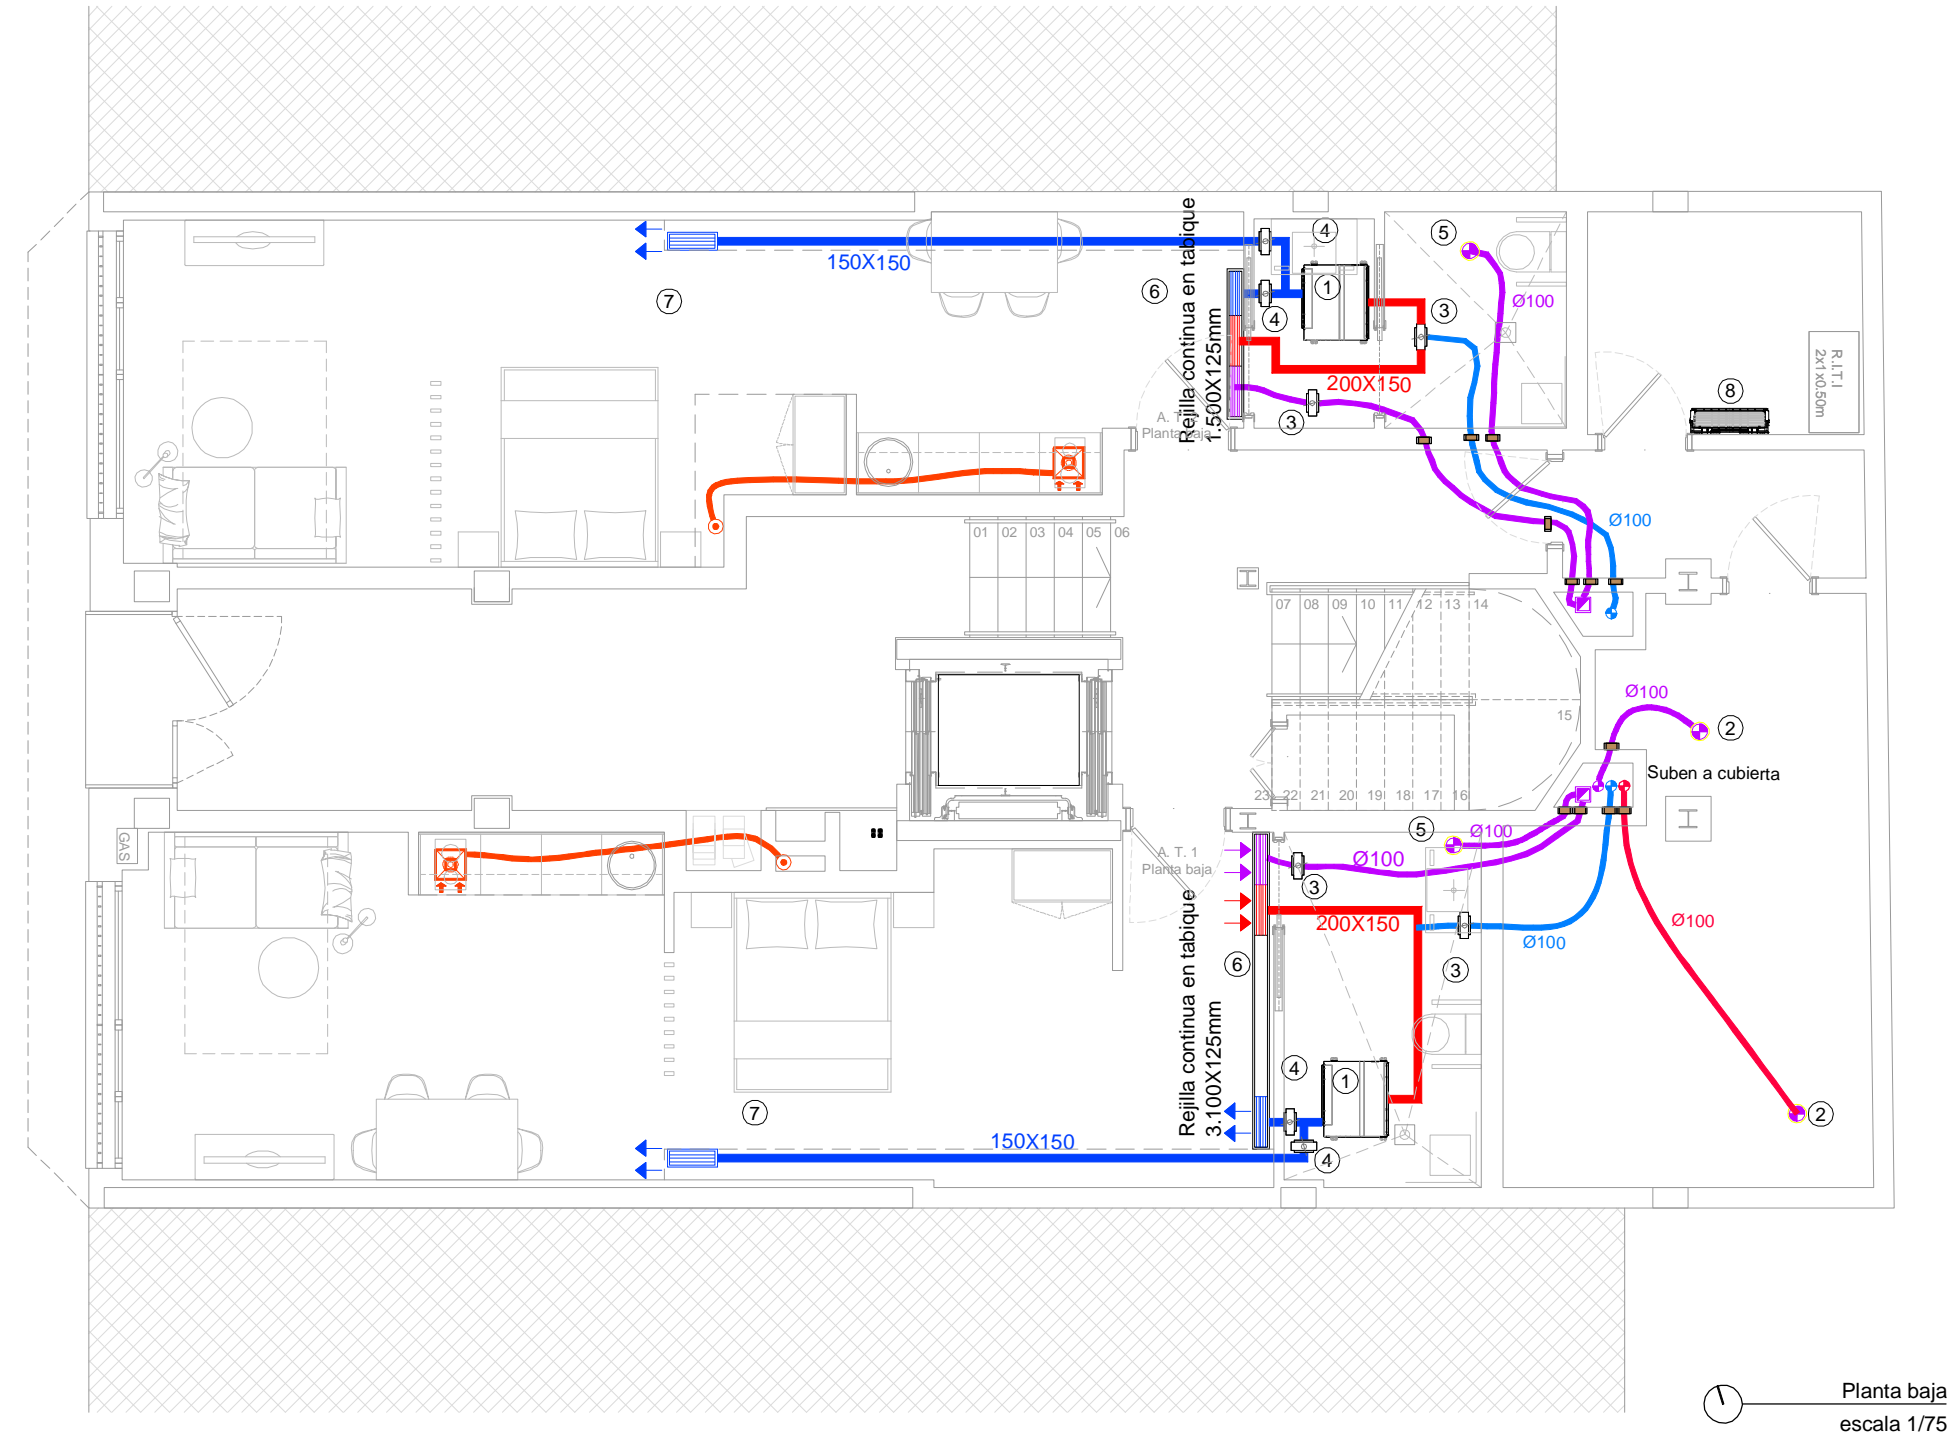 150X150
7
6
Rejilla continua en tabique
1.500X125mm
4
1
4
3
200X150
3
5
Ø100
R.I.T.I
2x1x0.50m
8
A. T. 2
Planta baja
Ø100
01 02 03 04 05 06
07 08 09 10 11 12 13 14
15
23 22 21 20 19 18 17 16
Ø100
2
Suben a cubierta
GAS
A. T. 1
Planta baja
5
Ø100
Ø100
3
200X150
Ø100
Ø100
3
6
Rejilla continua en tabique
3.100X125mm
4
1
7
150X150
4
2
Planta baja
escala 1/75